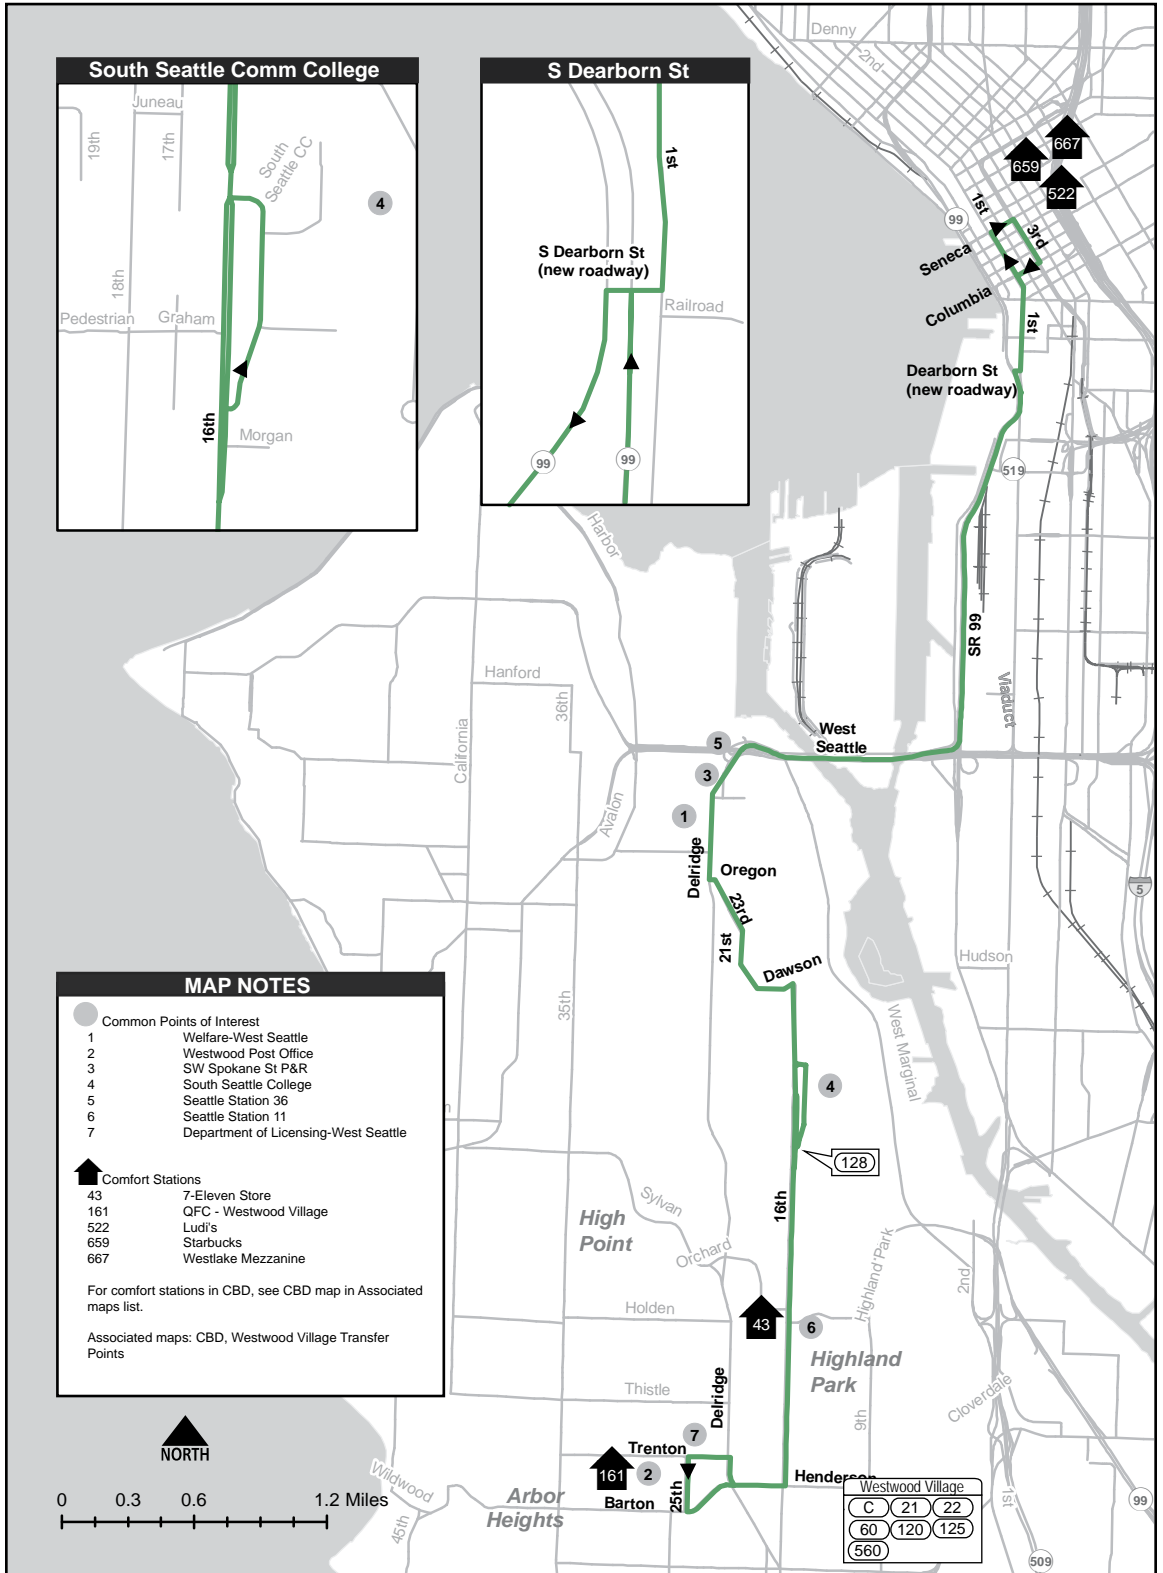 South Seattle Comm College
Juneau
19th
17th
South
Seattle CC
4
18th
Pedestrian
Graham
16th
Morgan
S Dearborn St
1st
S Dearborn St
(new roadway)
Railroad
99
99
Denny
2nd
667
659
522
99
1st
3rd
Seneca
Columbia
1st
Dearborn St
(new roadway)
519
Harbor
SR 99
Viaduct
Hanford
36th
California
Avalon
5
West
Seattle
3
1
Delridge
Oregon
23rd
21st
Dawson
5
Hudson
35th
West Marginal
4
128
16th
Sylvan
High
Point
Orchard
Highland Park
2nd
Holden
43
6
Highland
Park
Thistle
Delridge
9th
Cloverdale
7
Trenton
161
2
25th
Barton
Henderson
Wildwood
45th
Arbor
Heights
1st
99
509
Westwood Village
C 21 22
60 120 125
560
MAP NOTES
Common Points of Interest
1 Welfare-West Seattle
2 Westwood Post Office
3 SW Spokane St P&R
4 South Seattle College
5 Seattle Station 36
6 Seattle Station 11
7 Department of Licensing-West Seattle
Comfort Stations
43 7-Eleven Store
161 QFC - Westwood Village
522 Ludi's
659 Starbucks
667 Westlake Mezzanine
For comfort stations in CBD, see CBD map in Associated
maps list.
Associated maps: CBD, Westwood Village Transfer
Points
NORTH
0 0.3 0.6 1.2 Miles